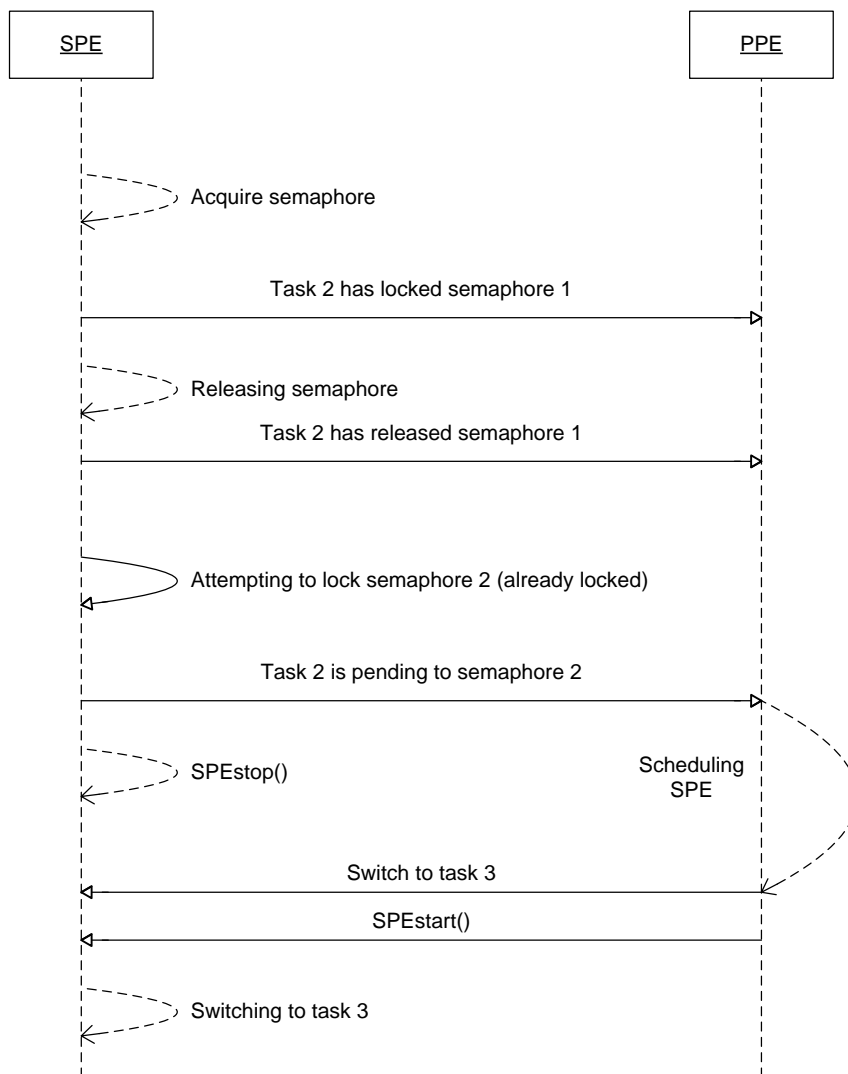 SPE
PPE
Acquire semaphore
Task 2 has locked semaphore 1
Releasing semaphore
Task 2 has released semaphore 1
Attempting to lock semaphore 2 (already locked)
Task 2 is pending to semaphore 2
SPEstop()
Scheduling
SPE
Switch to task 3
SPEstart()
Switching to task 3